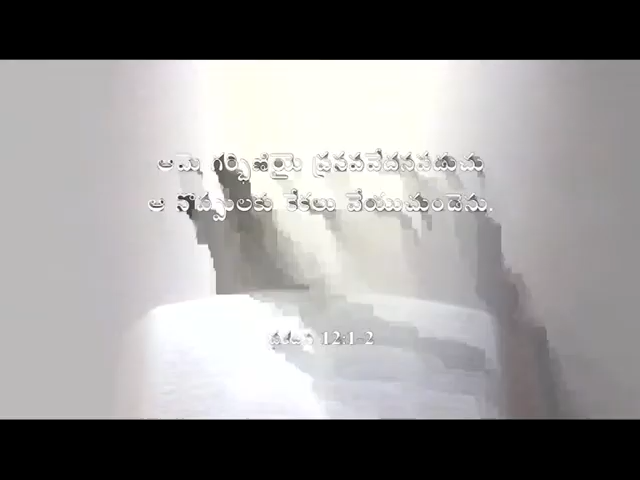 ఆమె గర్భిణియై ప్రసవవేదనపడుచు
ఆ నొప్పులకు కేకలు వేయుచుండెను.
12:1-2